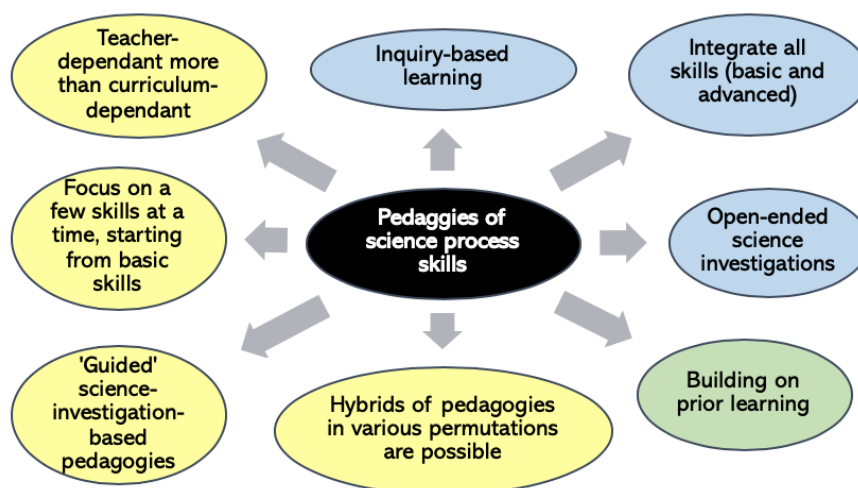 Teacher-
dependant more
than curriculum-
dependant
Inquiry-based
learning
Integrate all
skills (basic and
advanced)
Focus on a
few skills at a
time, starting
from basic
skills
Pedaggies of
science process
skills
Open-ended
science
investigations
'Guided'
science-
investigation-
based
pedagogies
Hybrids of pedagogies
in various permutations
are possible
Building on
prior learning